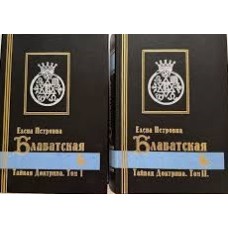 Елена Петровна
Блаватская
Тайная Доктрина. Том I
Елена Петровна
Блаватская
Тайная Доктрина. Том II.